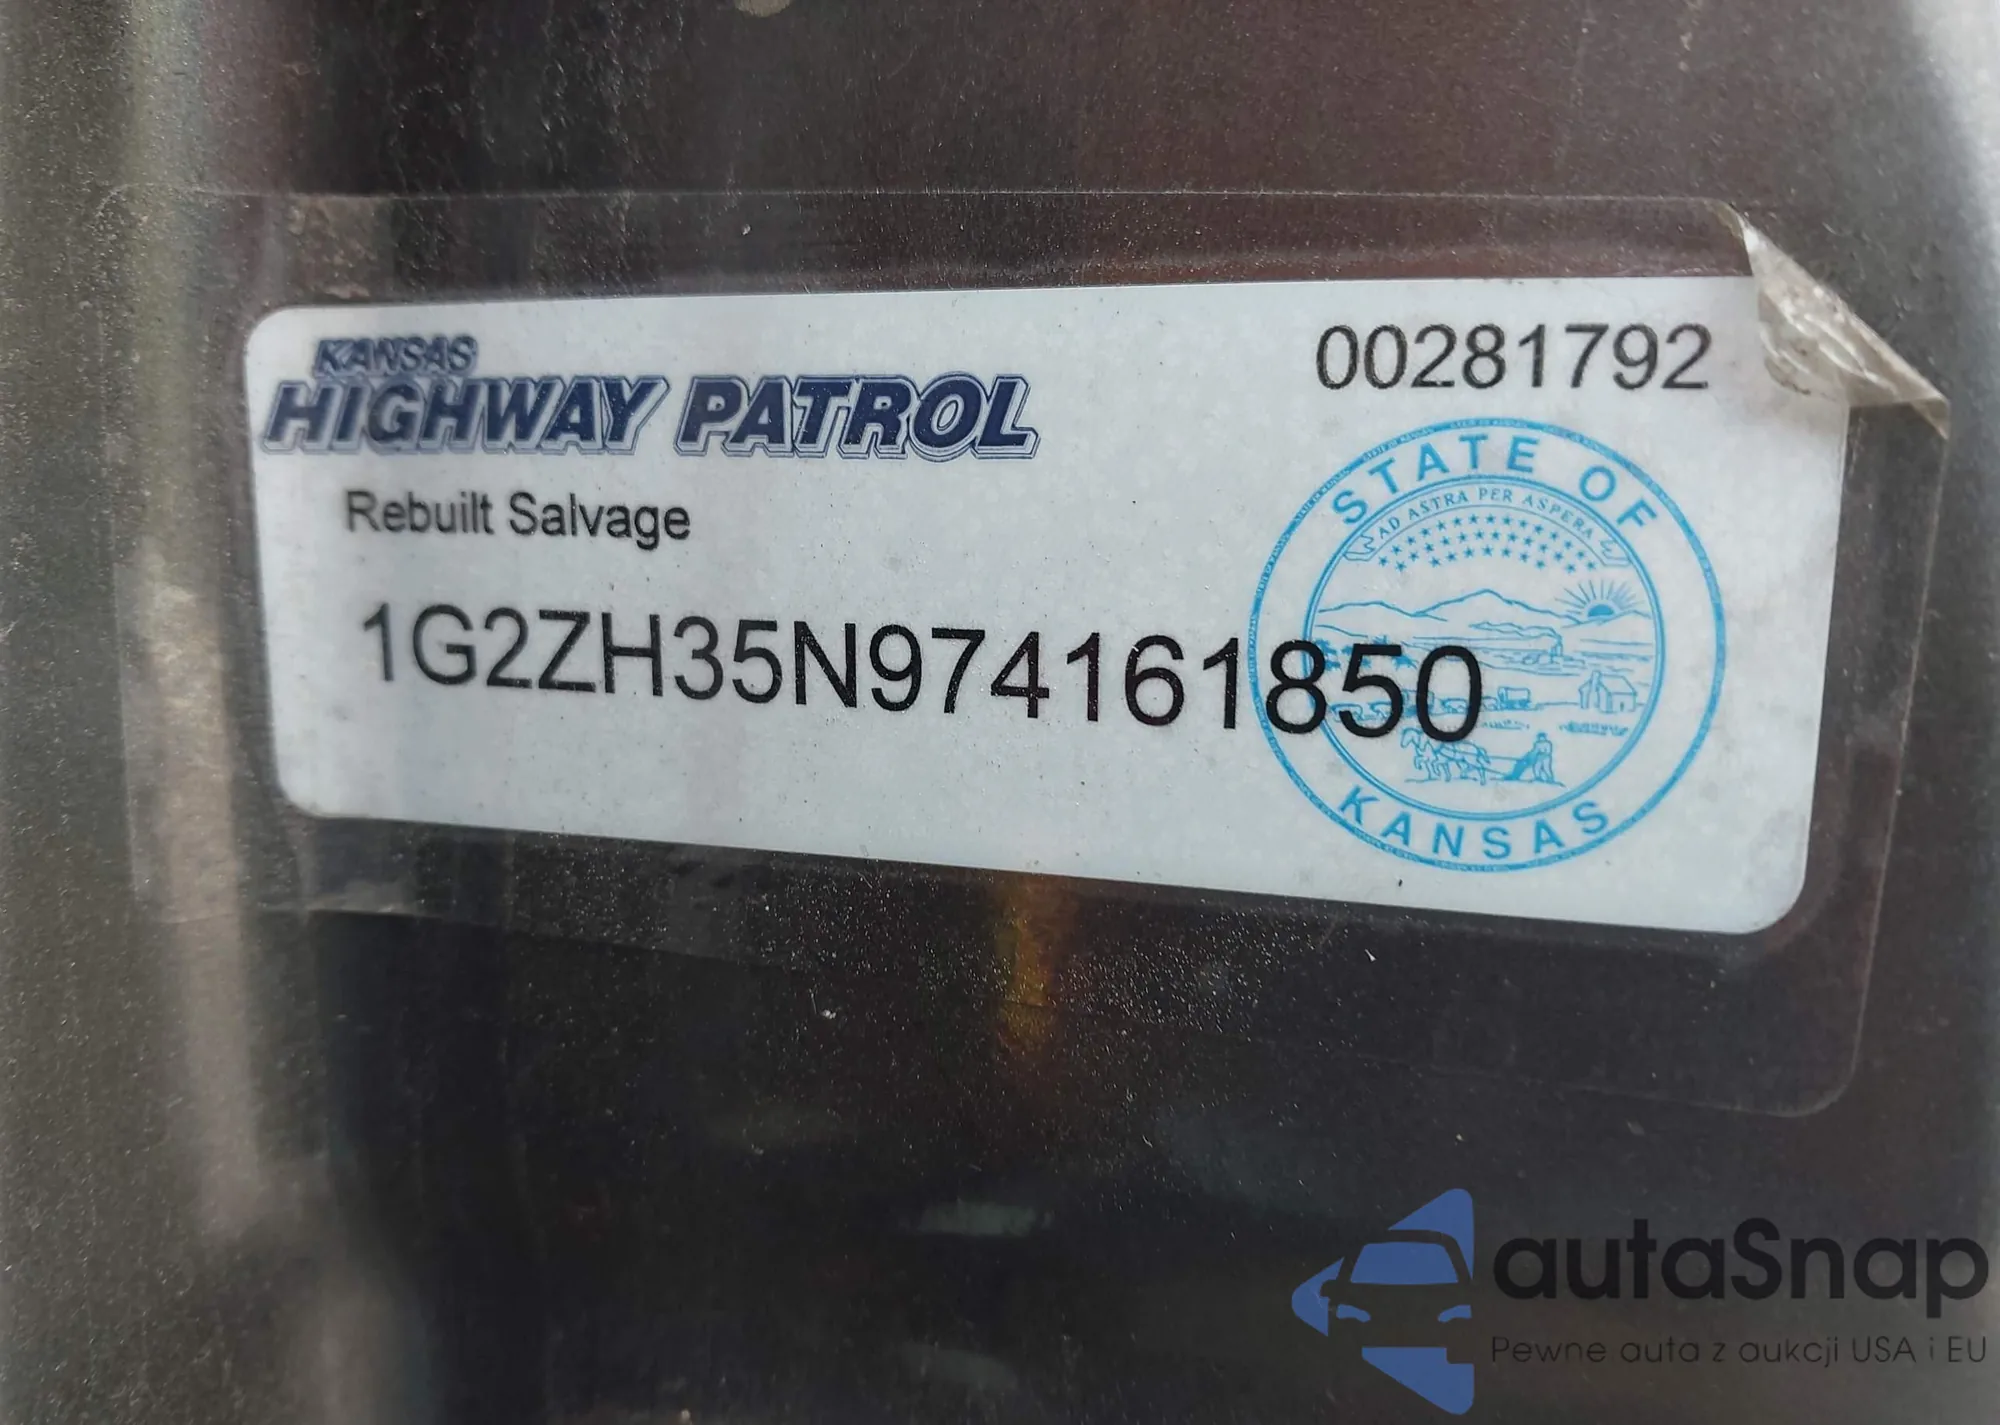 KANSAS
HIGHWAY PATROL
00281792
Rebuilt Salvage
1G2ZH35N974161850
STATE OF
AD ASTRA PER ASPERA
KANSAS
autaSnap
Pewne auta z aukcji USA i EU